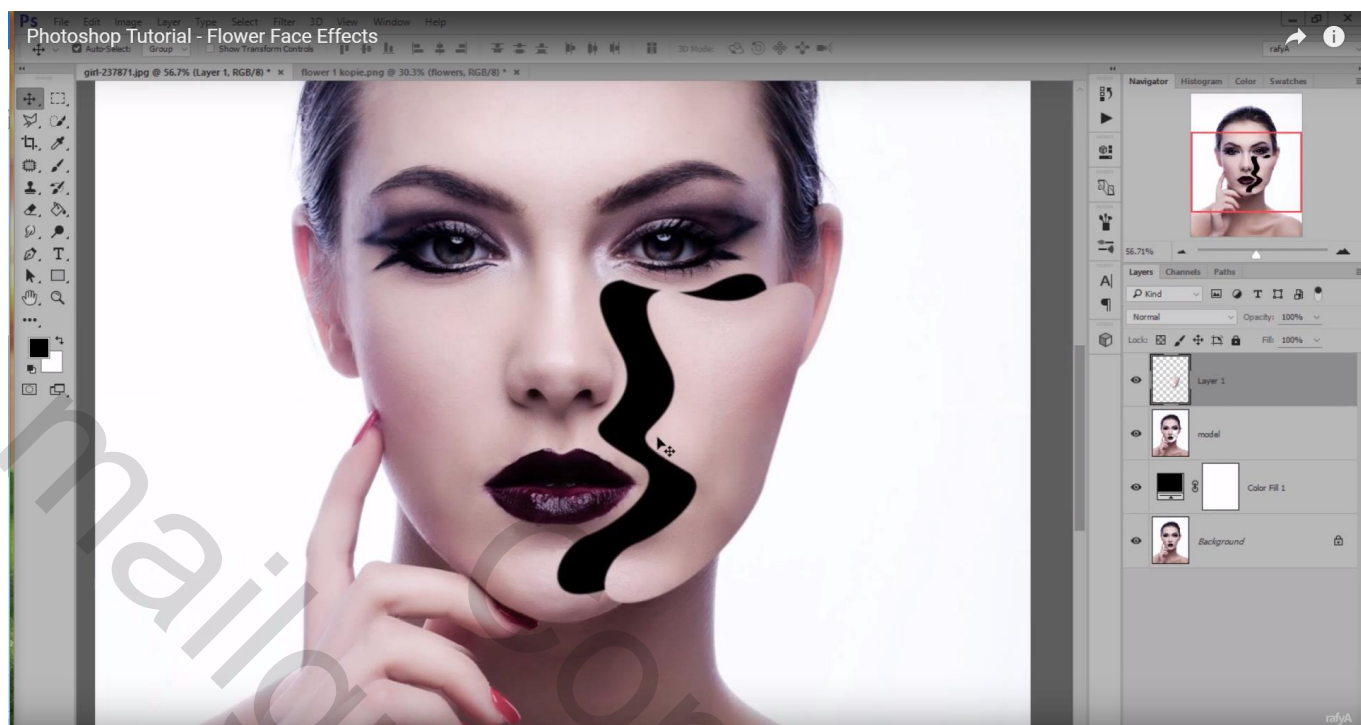 Ps File Edit Image Layer Type Select Filter 3D View Window Help
Photoshop Tutorial - Flower Face Effects
Auto-Select: Group Show Transform Controls 3D Mode: rafyA
girl-237871.jpg @ 56.7% (Layer 1, RGB/8) * × flower 1 kopie.png @ 30.3% (flowers, RGB/8) * ×
Navigator Histogram Color Swatches
56.71%
Layers Channels Paths
Kind
Normal Opacity: 100%
Lock: Fill: 100%
Layer 1
model
Color Fill 1
Background
rafyA